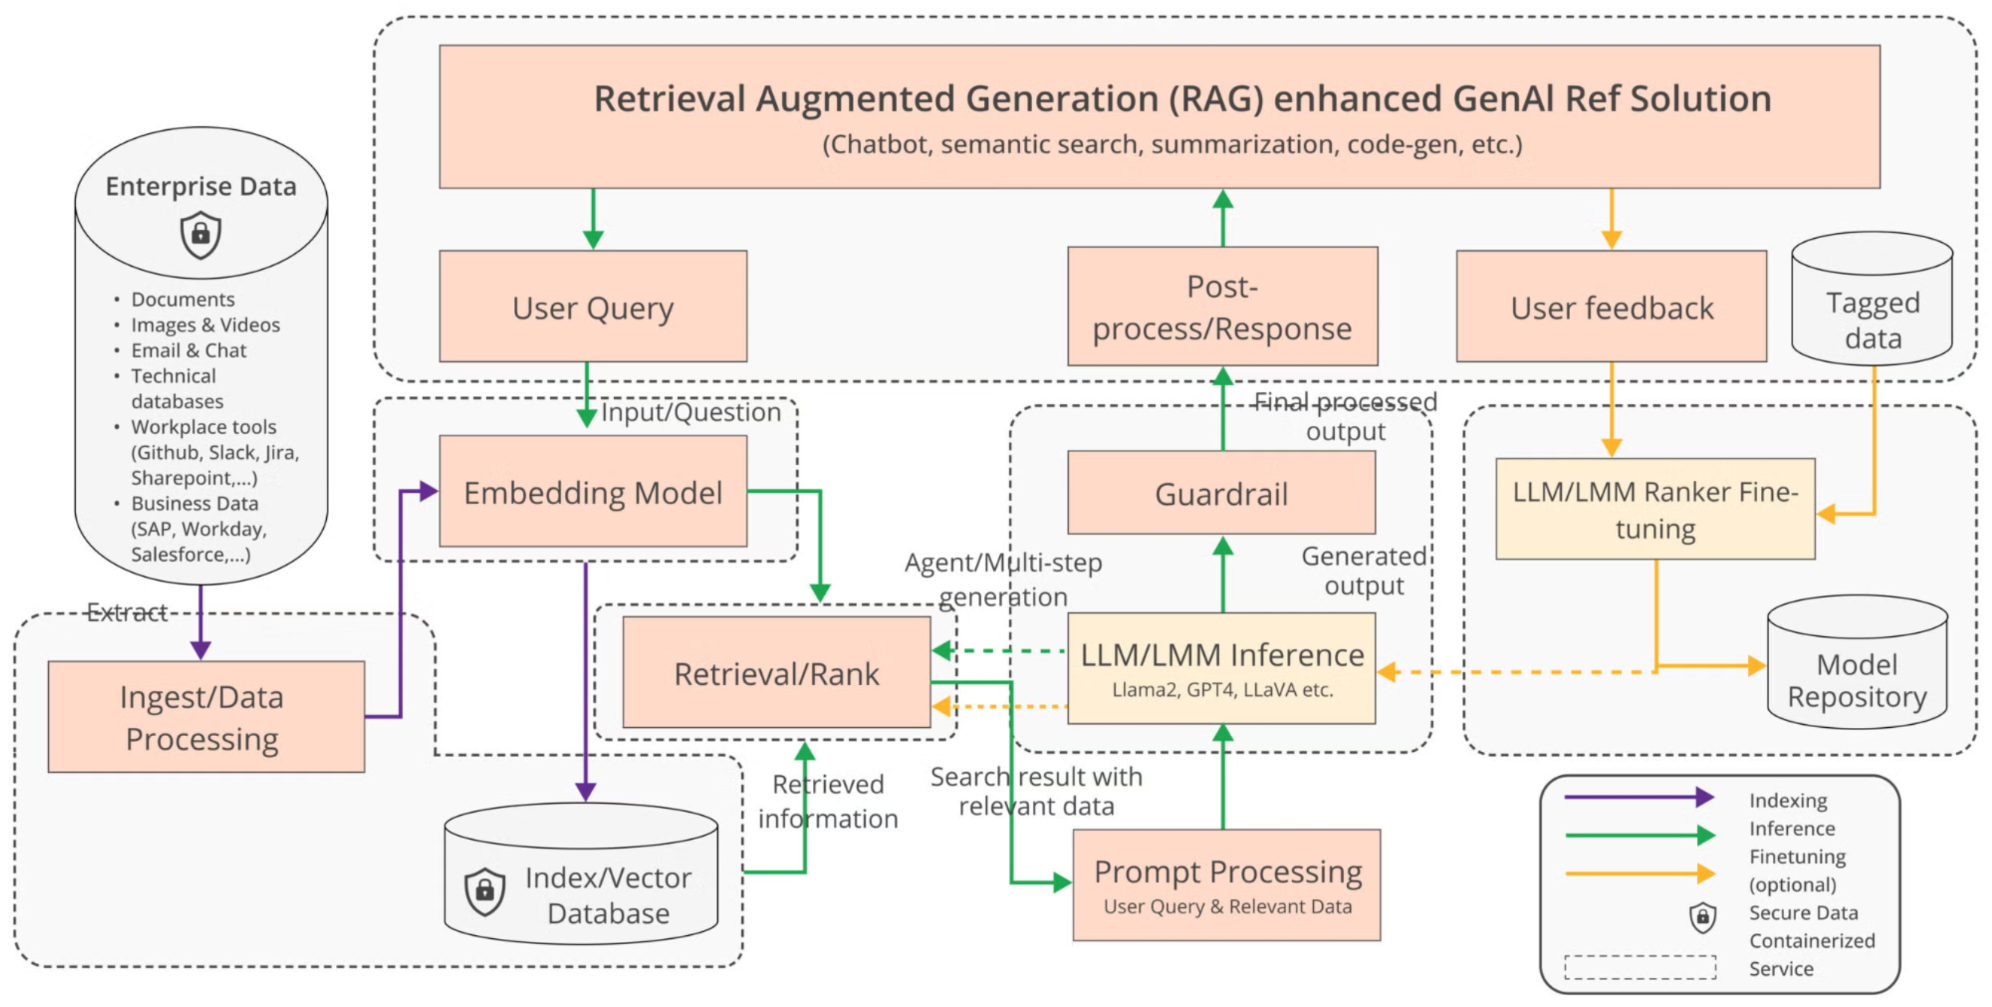 Retrieval Augmented Generation (RAG) enhanced GenAI Ref Solution
(Chatbot, semantic search, summarization, code-gen, etc.)
Enterprise Data
• Documents
• Images & Videos
• Email & Chat
• Technical
databases
• Workplace tools
(Github, Slack, Jira,
Sharepoint,...)
• Business Data
(SAP, Workday,
Salesforce,...)
User Query
Post-
process/Response
User feedback
Tagged
data
Input/Question
Final processed
output
Embedding Model
Guardrail
LLM/LMM Ranker Fine-
tuning
Agent/Multi-step
generation
Generated
output
Extract
Ingest/Data
Processing
Retrieval/Rank
LLM/LMM Inference
Llama2, GPT4, LLaVA etc.
Model
Repository
Retrieved
information
Search result with
relevant data
Index/Vector
Database
Prompt Processing
User Query & Relevant Data
Indexing
Inference
Finetuning
(optional)
Secure Data
Containerized
Service